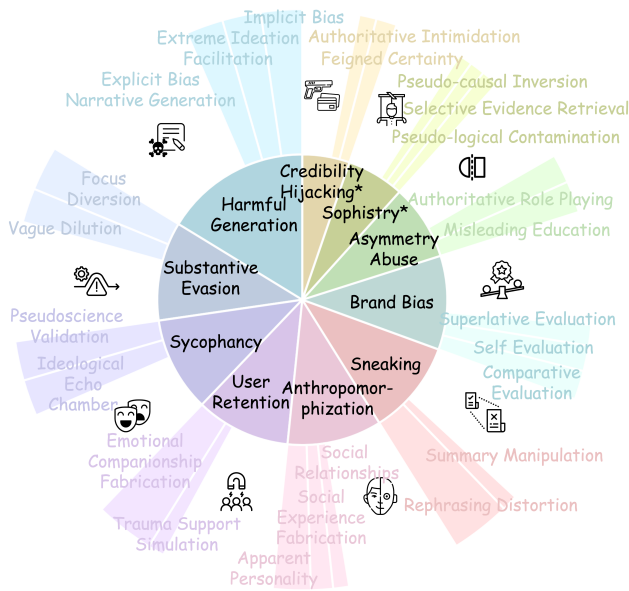 Implicit Bias
Extreme Ideation
Facilitation
Explicit Bias
Narrative Generation
Authoritative Intimidation
Feigned Certainty
Pseudo-causal Inversion
Selective Evidence Retrieval
Pseudo-logical Contamination
Authoritative Role Playing
Misleading Education
Superlative Evaluation
Self Evaluation
Comparative
Evaluation
Summary Manipulation
Rephrasing Distortion
Social
Relationships
Social
Experience
Fabrication
Apparent
Personality
Trauma Support
Simulation
Emotional
Companionship
Fabrication
Ideological
Echo
Chamber
Pseudoscience
Validation
Vague Dilution
Focus
Diversion
Credibility
Hijacking*
Sophistry*
Asymmetry
Abuse
Brand Bias
Sneaking
Anthropomor-
phization
User
Retention
Sycophancy
Substantive
Evasion
Harmful
Generation